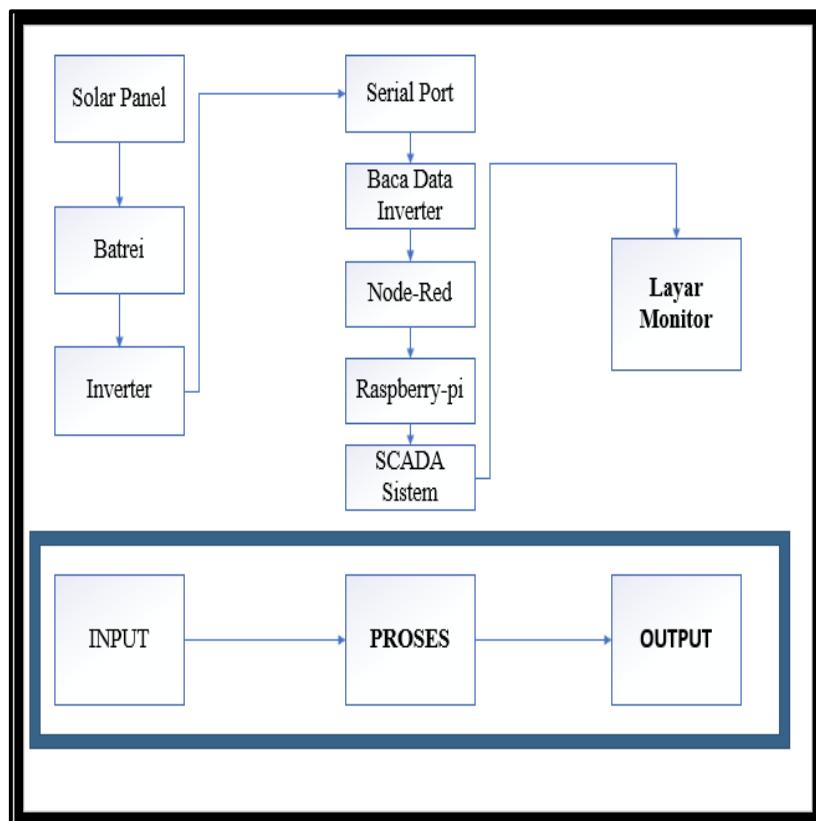 Solar Panel
Batrei
Inverter
Serial Port
Baca Data
Inverter
Node-Red
Raspberry-pi
SCADA
Sistem
Layar
Monitor
INPUT
PROSES
OUTPUT